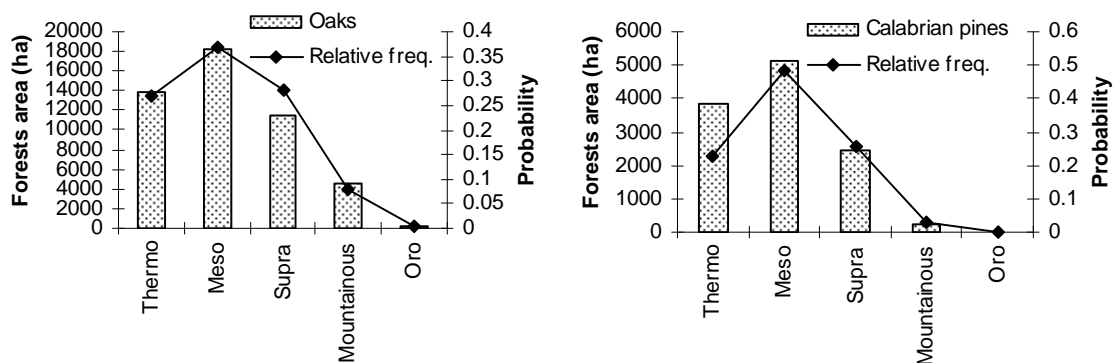 Oaks
Relative freq.
Forests area (ha)
20000
18000
16000
14000
12000
10000
8000
6000
4000
2000
0
0.4
0.35
0.3
0.25
0.2
0.15
0.1
0.05
0
Probability
Thermo
Meso
Supra
Mountainous
Oro
Calabrian pines
Relative freq.
Forests area (ha)
6000
5000
4000
3000
2000
1000
0
0.6
0.5
0.4
0.3
0.2
0.1
0
Probability
Thermo
Meso
Supra
Mountainous
Oro